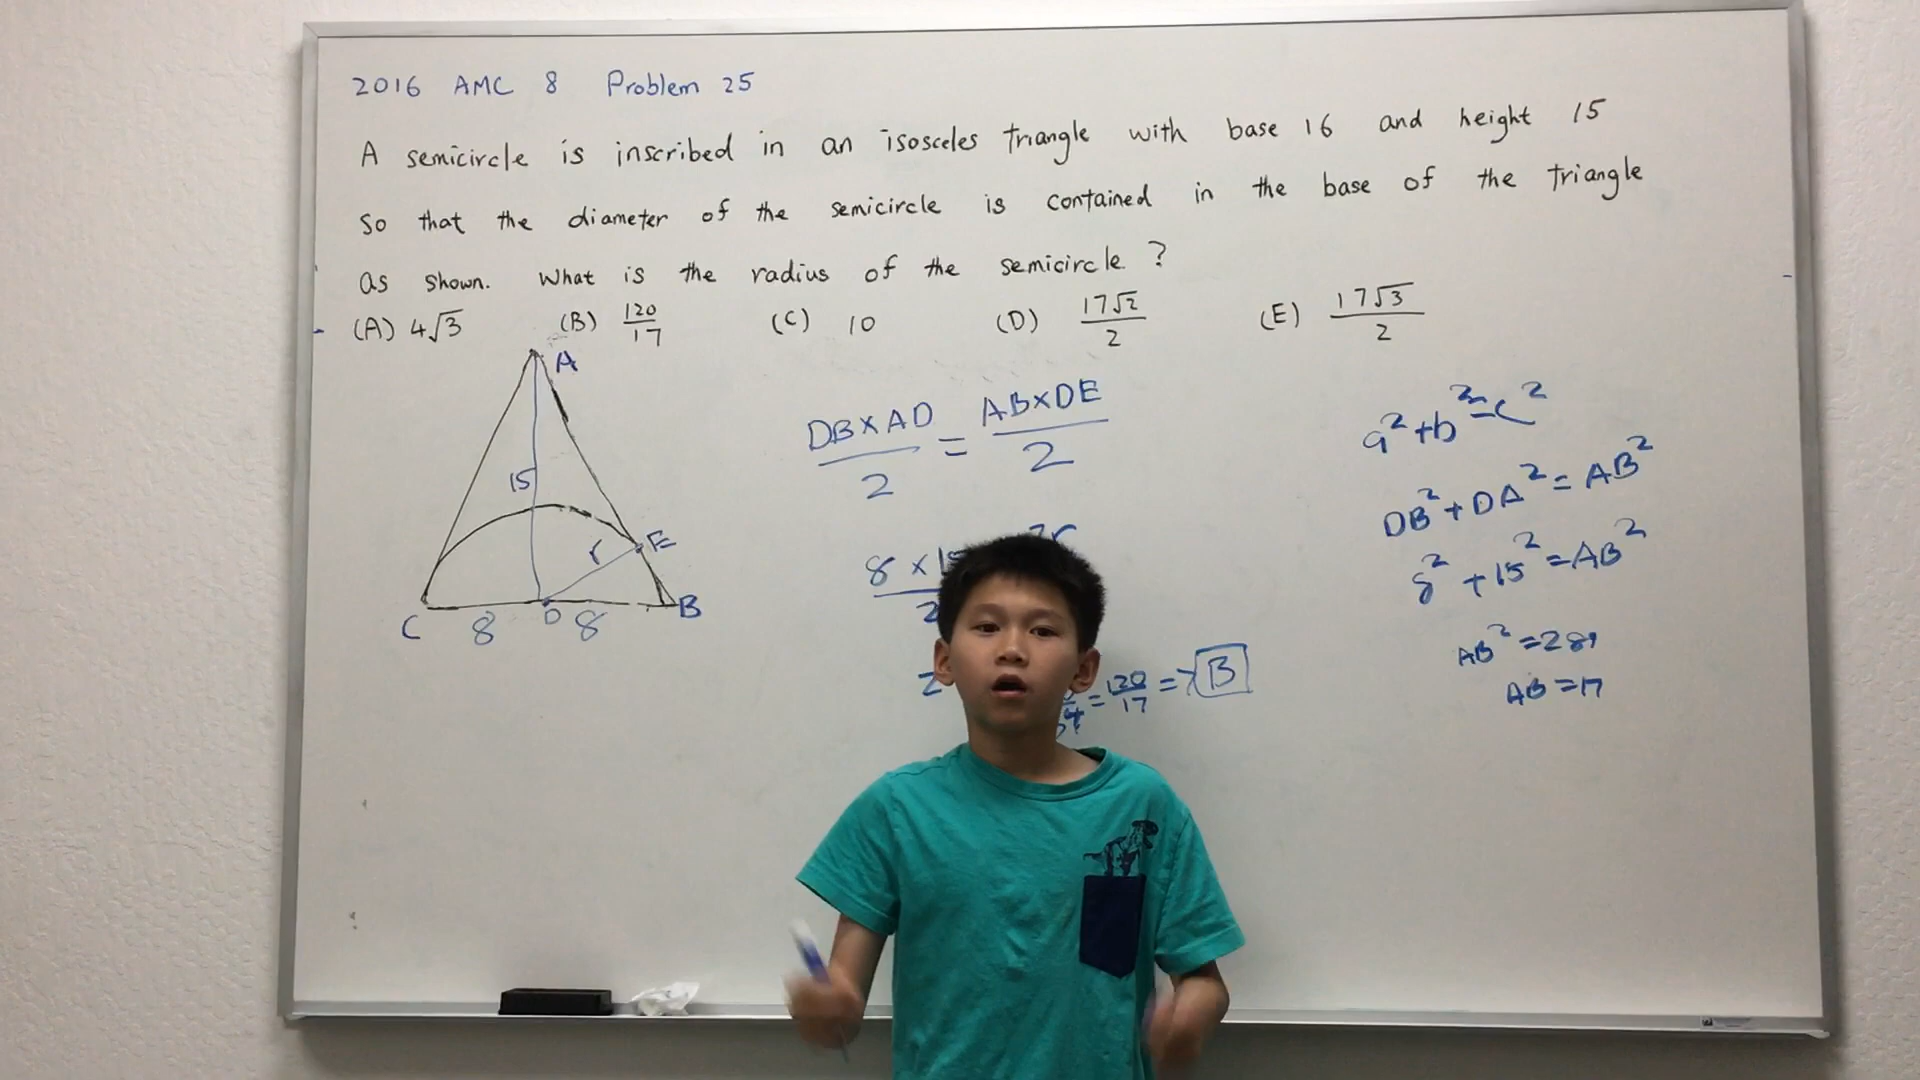 2016 AMC 8 Problem 25
A semicircle is inscribed in an isosceles triangle with base 16 and height 15
so that the diameter of the semicircle is contained in the base of the triangle
as shown. What is the radius of the semicircle ?
(A) 4√3 (B) 120/17 (C) 10 (D) 17√2/2 (E) 17√3/2
A
15
r E
C 8 D 8 B
DB×AD/2 = AB×DE/2
8 ×
= 120/17 = B
a²+b²=c²
DB²+DA²=AB²
8²+15²=AB²
AB²=289
AB=17